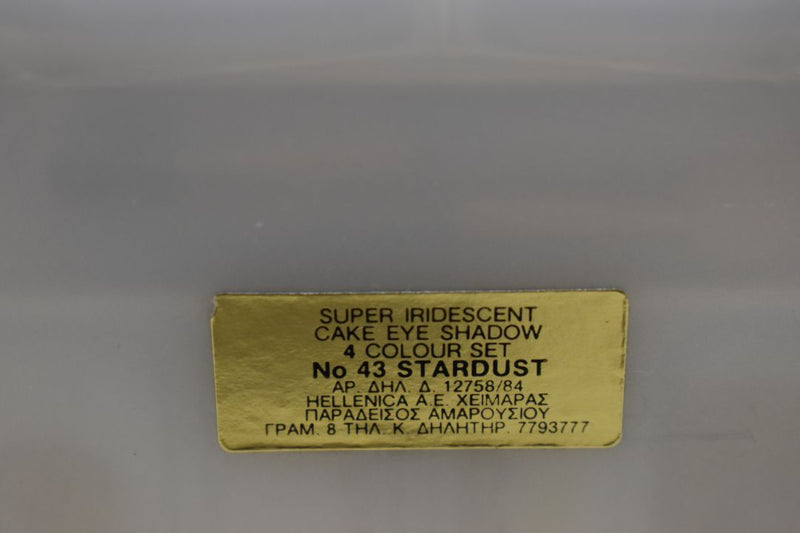 SUPER IRIDESCENT
CAKE EYE SHADOW
4 COLOUR SET
No 43 STARDUST
ΑΡ. ΔΗΛ. Δ. 12758/84
HELLENICA A.E. ΧΕΙΜΑΡΑΣ
ΠΑΡΑΔΕΙΣΟΣ ΑΜΑΡΟΥΣΙΟΥ
ΓΡΑΜ. 8 ΤΗΛ. Κ. ΔΗΛΗΤΗΡ. 7793777